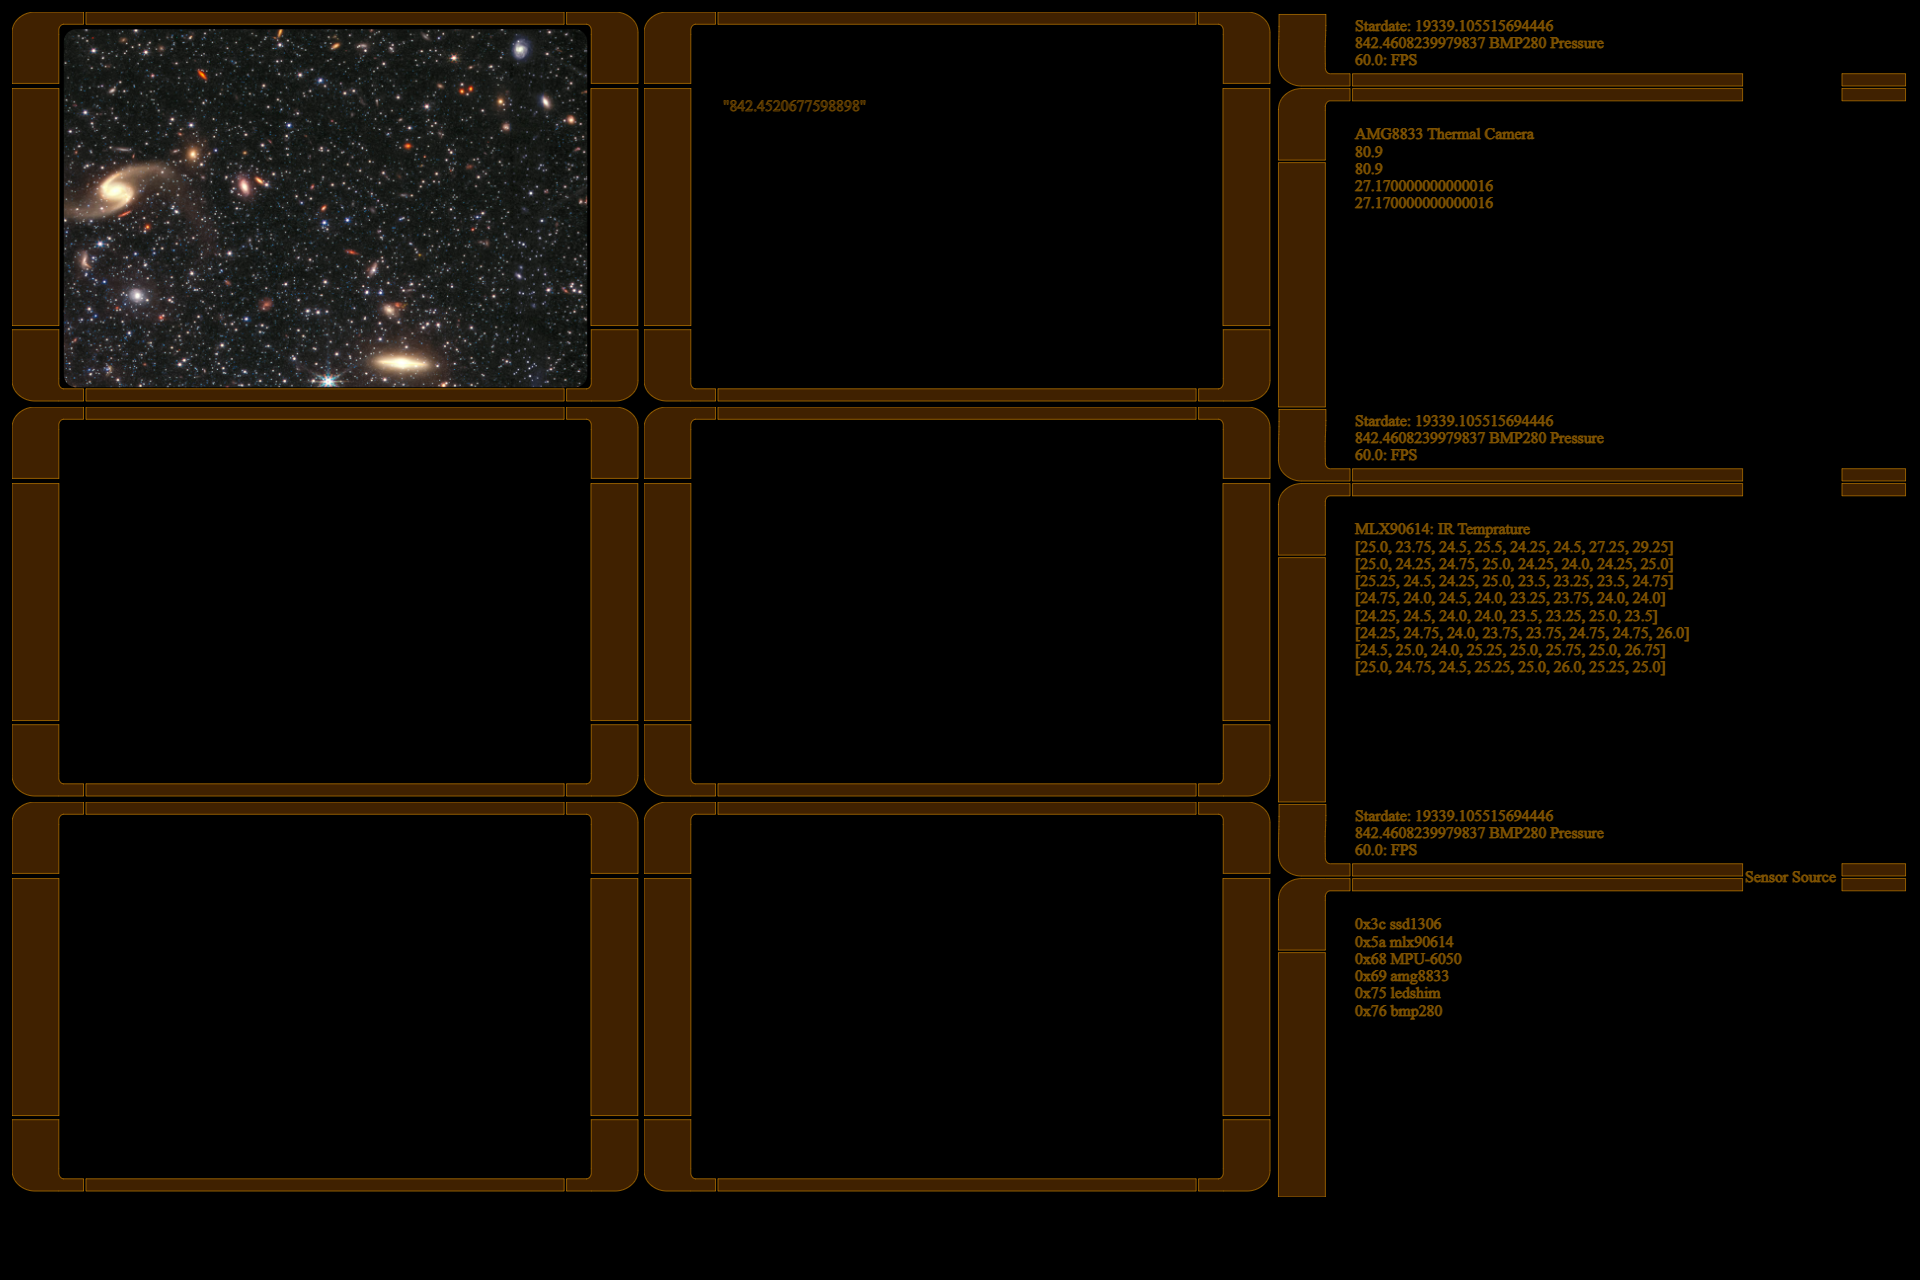 "842.4520677598898"
Stardate: 19339.105515694446
842.4608239979837 BMP280 Pressure
60.0: FPS
AMG8833 Thermal Camera
80.9
80.9
27.170000000000016
27.170000000000016
Stardate: 19339.105515694446
842.4608239979837 BMP280 Pressure
60.0: FPS
MLX90614: IR Temprature
[25.0, 23.75, 24.5, 25.5, 24.25, 24.5, 27.25, 29.25]
[25.0, 24.25, 24.75, 25.0, 24.25, 24.0, 24.25, 25.0]
[25.25, 24.5, 24.25, 25.0, 23.5, 23.25, 23.5, 24.75]
[24.75, 24.0, 24.5, 24.0, 23.25, 23.75, 24.0, 24.0]
[24.25, 24.5, 24.0, 24.0, 23.5, 23.25, 25.0, 23.5]
[24.25, 24.75, 24.0, 23.75, 23.75, 24.75, 24.75, 26.0]
[24.5, 25.0, 24.0, 25.25, 25.0, 25.75, 25.0, 26.75]
[25.0, 24.75, 24.5, 25.25, 25.0, 26.0, 25.25, 25.0]
Stardate: 19339.105515694446
842.4608239979837 BMP280 Pressure
60.0: FPS
Sensor Source
0x3c ssd1306
0x5a mlx90614
0x68 MPU-6050
0x69 amg8833
0x75 ledshim
0x76 bmp280